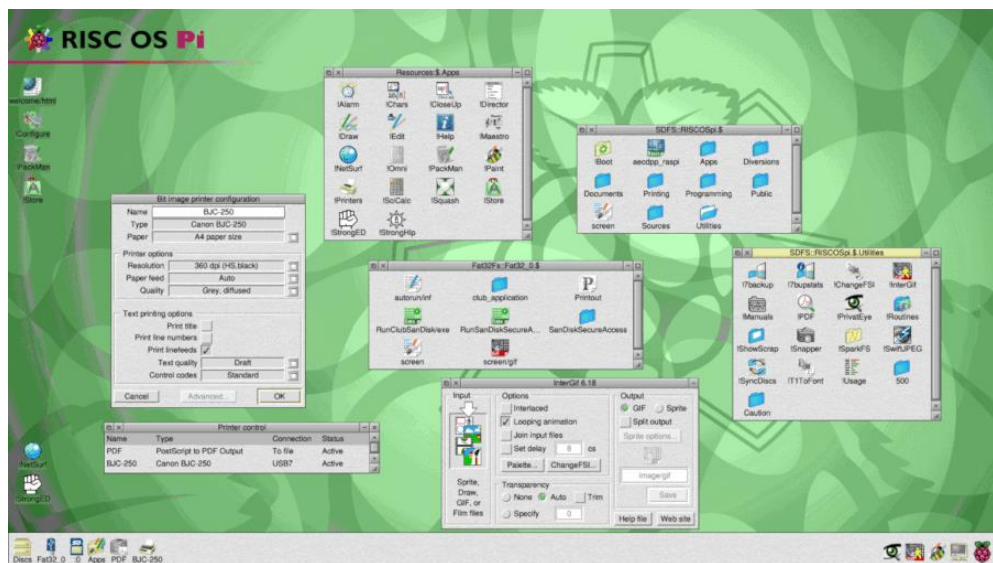 RISC OS Pi
welcome/html
!Configure
!PackMan
!Store
Resources:$.Apps
!Alarm !Chars !CloseUp !Director
!Draw !Edit !Help !Maestro
!NetSurf !Omni !PackMan !Paint
!Printers !SciCalc !Squash !Store
!StrongED !StrongHlp
SDFS::RISCOSpi.$
!Boot aeodpp_raspi Apps Diversions
Documents Printing Programming Public
screen Sources Utilities
Bit image printer configuration
Name BJC-250
Type Canon BJC-250
Paper A4 paper size
Printer options
Resolution 360 dpi (HS,black)
Paper feed Auto
Quality Grey, diffused
Text printing options
Print title
Print line numbers
Print linefeeds
Text quality Draft
Control codes Standard
Cancel Advanced... OK
Fat32Fs::Fat32_0.$
autorun/inf club_application Printout
RunClubSanDisk/exe RunSanDiskSecureA... SanDiskSecureAccess
screen screen/gif
SDFS::RISCOSpi.$.Utilities
!7backup !7bupstats !ChangeFSI !InterGif
!Manuals !PDF !PrivatEye !Routines
!ShowScrap !Snapper !SparkFS !SwiftJPEG
!SyncDiscs !T1ToFont !Usage 500
Caution
Printer control
Name Type Connection Status
PDF PostScript to PDF Output To file Active
BJC-250 Canon BJC-250 USB7 Active
InterGif 6.18
Input
Sprite,
Draw,
GIF, or
Film files
Options
Interlaced
Looping animation
Join input files
Set delay 8 cs
Palette... ChangeFSI...
Transparency
None Auto Trim
Specify 0
Output
GIF Sprite
Split output
Sprite options...
image/gif
Save
Help file Web site
!NetSurf
!StrongED
Discs Fat32_0 :0 Apps PDF BJC-250